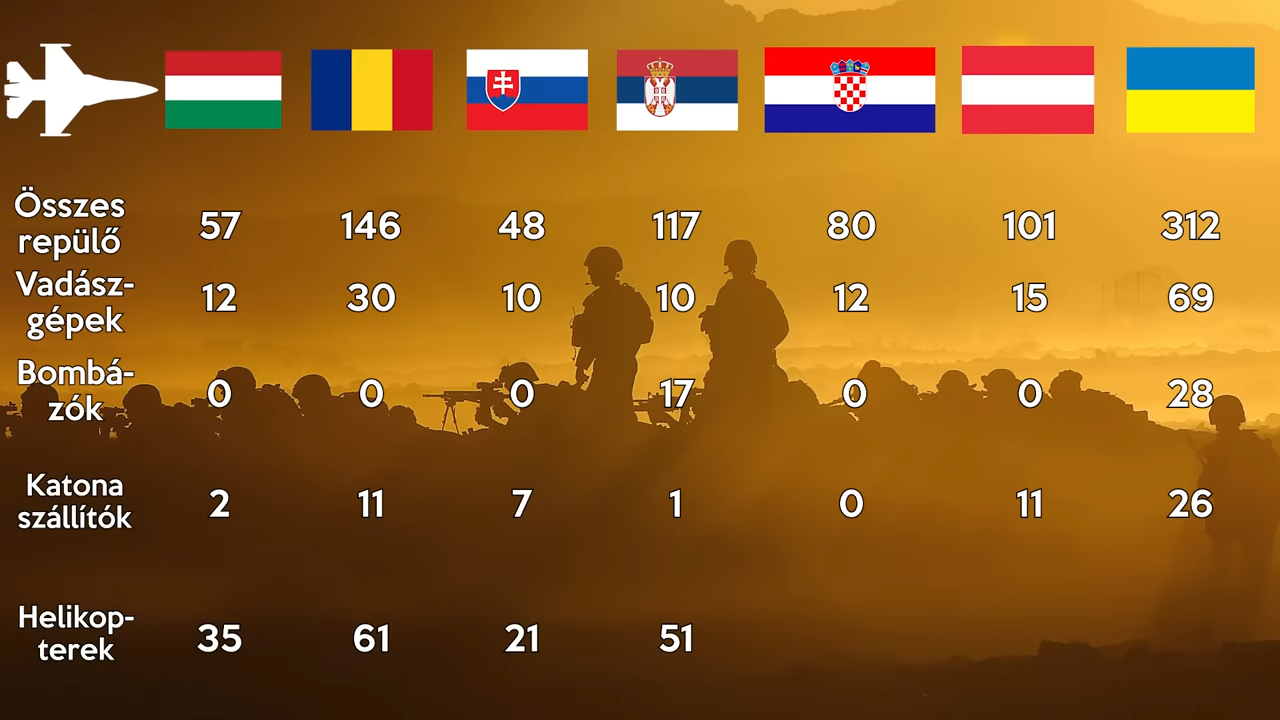 Összes
repülő
57 146 48 117 80 101 312
Vadász-
gépek
12 30 10 10 12 15 69
Bombá-
zók
0 0 0 17 0 0 28
Katona
szállítók
2 11 7 1 0 11 26
Helikop-
terek
35 61 21 51